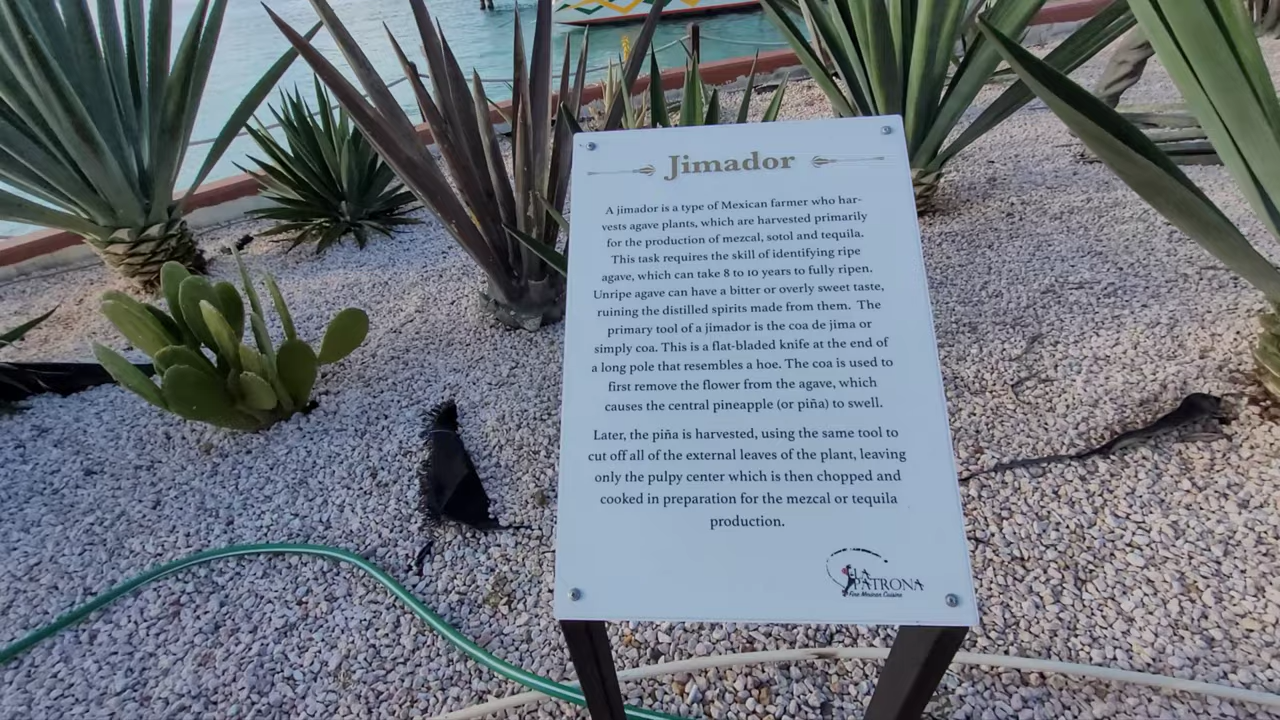 Jimador
A jimador is a type of Mexican farmer who har-
vests agave plants, which are harvested primarily
for the production of mezcal, sotol and tequila.
This task requires the skill of identifying ripe
agave, which can take 8 to 10 years to fully ripen.
Unripe agave can have a bitter or overly sweet taste,
ruining the distilled spirits made from them. The
primary tool of a jimador is the coa de jima or
simply coa. This is a flat-bladed knife at the end of
a long pole that resembles a hoe. The coa is used to
first remove the flower from the agave, which
causes the central pineapple (or piña) to swell.
Later, the piña is harvested, using the same tool to
cut off all of the external leaves of the plant, leaving
only the pulpy center which is then chopped and
cooked in preparation for the mezcal or tequila
production.
LA
PATRONA
Fine Mexican Cuisine